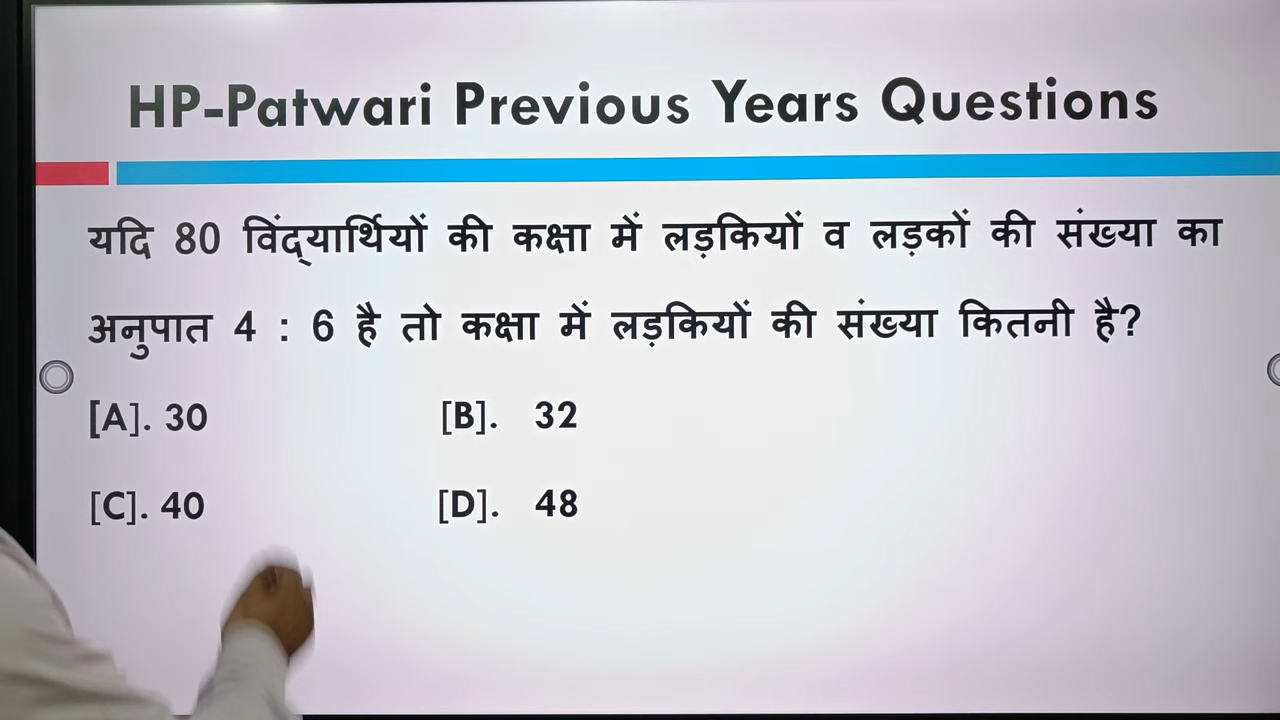 HP-Patwari Previous Years Questions
यदि 80 विंद्यार्थियों की कक्षा में लड़कियों व लड़कों की संख्या का
अनुपात 4 : 6 है तो कक्षा में लड़कियों की संख्या कितनी है?
[A]. 30 [B]. 32
[C]. 40 [D]. 48